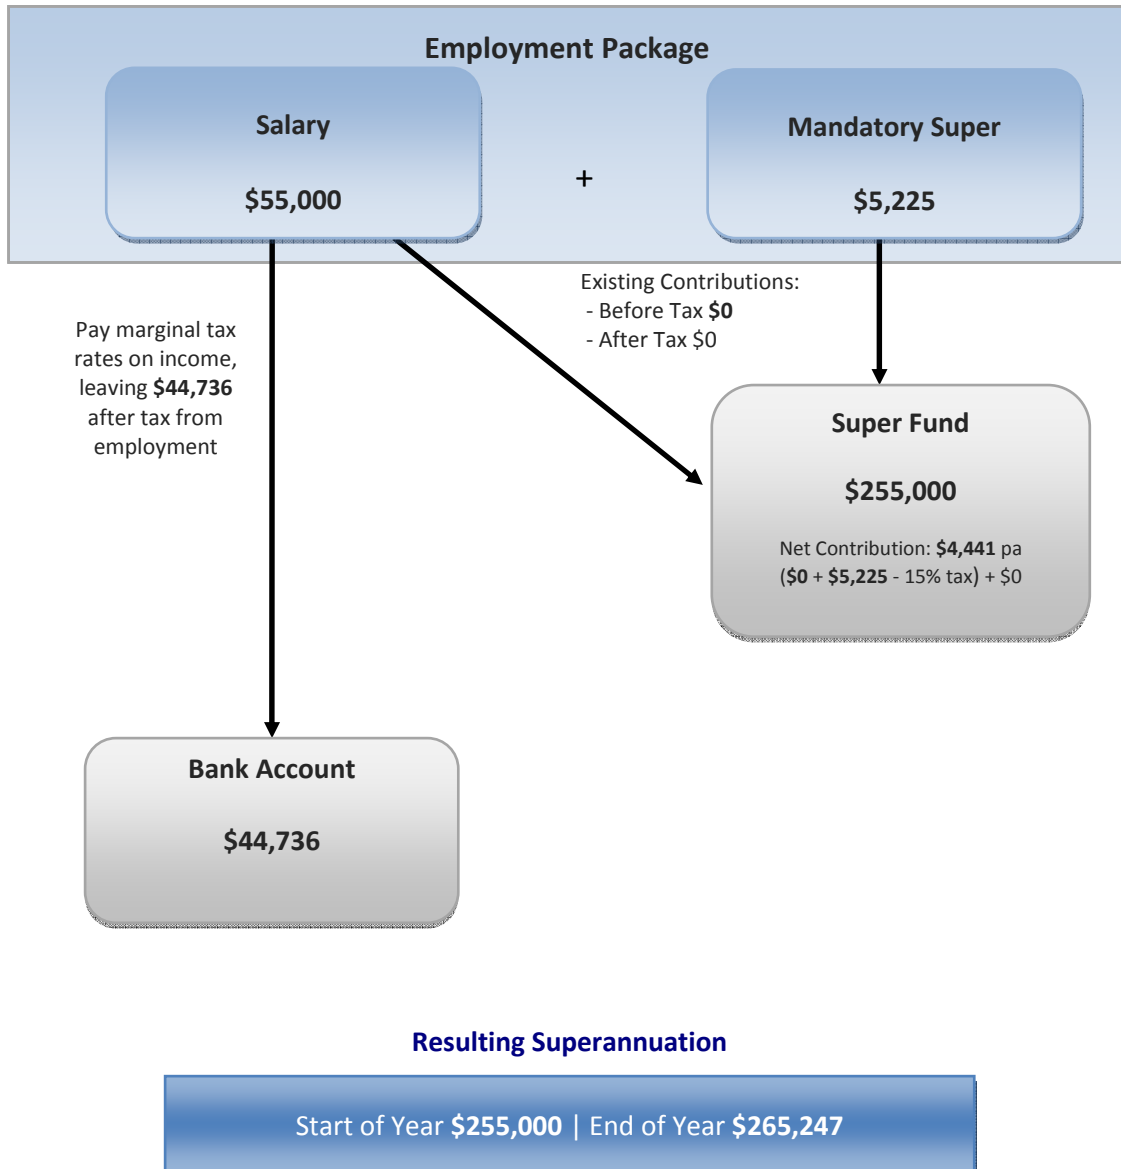 Employment Package
Salary
$55,000
+
Mandatory Super
$5,225
Existing Contributions:
- Before Tax $0
- After Tax $0
Pay marginal tax
rates on income,
leaving $44,736
after tax from
employment
Super Fund
$255,000
Net Contribution: $4,441 pa
($0 + $5,225 - 15% tax) + $0
Bank Account
$44,736
Resulting Superannuation
Start of Year $255,000 | End of Year $265,247